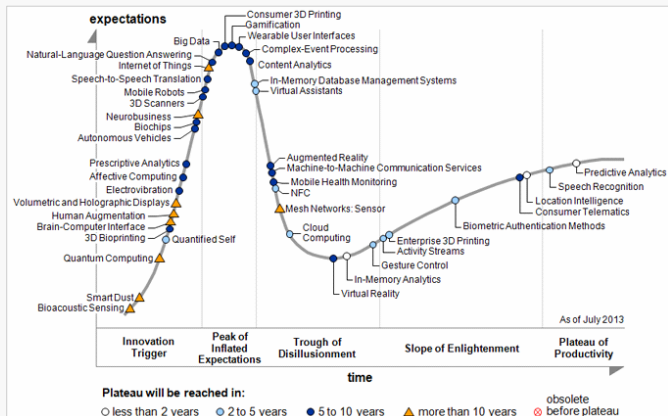 expectations
Consumer 3D Printing
Gamification
Wearable User Interfaces
Big Data
Complex-Event Processing
Natural-Language Question Answering
Content Analytics
Internet of Things
Speech-to-Speech Translation
In-Memory Database Management Systems
Virtual Assistants
Mobile Robots
3D Scanners
Neurobusiness
Biochips
Autonomous Vehicles
Prescriptive Analytics
Affective Computing
Electrovibration
Volumetric and Holographic Displays
Human Augmentation
Brain-Computer Interface
3D Bioprinting
Quantified Self
Quantum Computing
Smart Dust
Bioacoustic Sensing
Augmented Reality
Machine-to-Machine Communication Services
Mobile Health Monitoring
NFC
Mesh Networks: Sensor
Cloud
Computing
Virtual Reality
In-Memory Analytics
Gesture Control
Activity Streams
Enterprise 3D Printing
Biometric Authentication Methods
Consumer Telematics
Location Intelligence
Speech Recognition
Predictive Analytics
As of July 2013
Innovation
Trigger
Peak of
Inflated
Expectations
Trough of
Disillusionment
Slope of Enlightenment
Plateau of
Productivity
time
Plateau will be reached in:
less than 2 years
2 to 5 years
5 to 10 years
more than 10 years
obsolete
before plateau